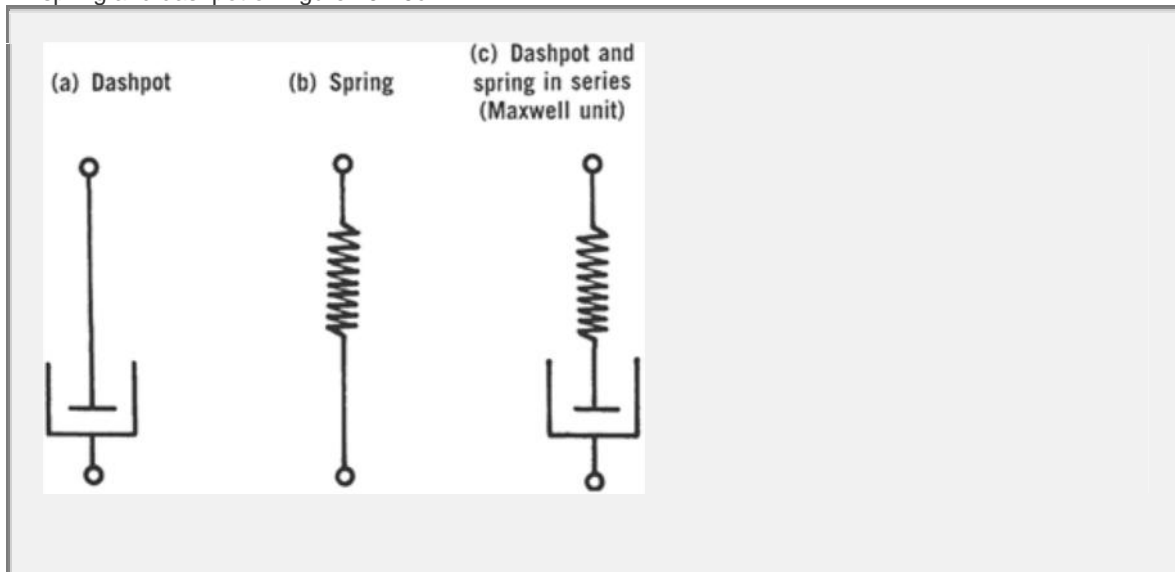 (a) Dashpot
(b) Spring
(c) Dashpot and
spring in series
(Maxwell unit)